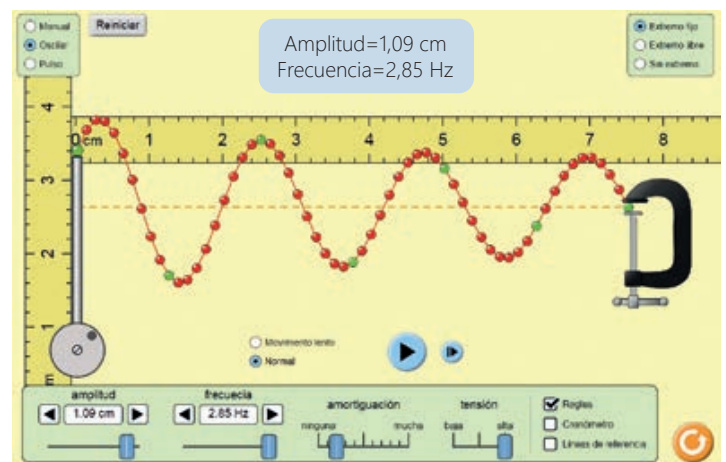 Manual
Oscilar
Pulso
Reiniciar
Amplitud=1,09 cm
Frecuencia=2,85 Hz
Extremo fijo
Extremo libre
Sin extremo
0 cm 1 2 3 4 5 6 7 8
4
3
2
1
Movimiento lento
Normal
amplitud
1.09 cm
frecuecia
2.85 Hz
amortiguación
ninguna mucha
tensión
baja alta
Reglas
Cronómetro
Líneas de referencia